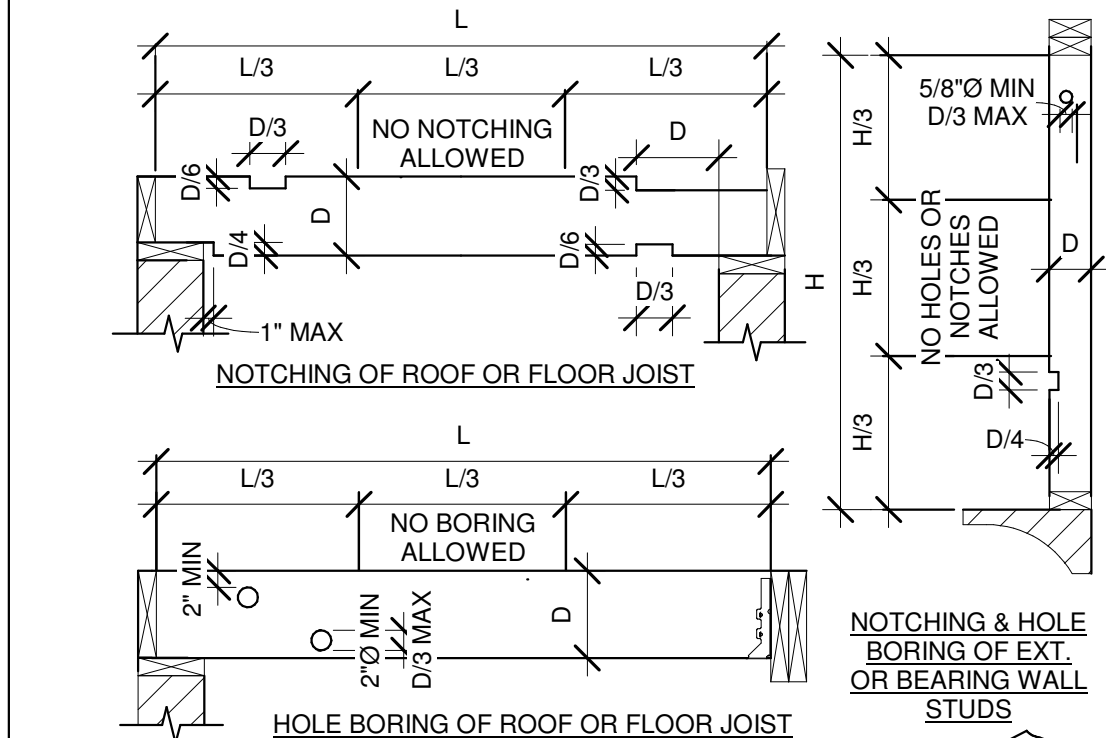 L
L/3 L/3 L/3
D/3
NO NOTCHING
ALLOWED
D
D/6
D
D/3
D/4
D/6
D/3
1" MAX
NOTCHING OF ROOF OR FLOOR JOIST
L
L/3 L/3 L/3
NO BORING
ALLOWED
2" MIN
2"Ø MIN
D/3 MAX
D
HOLE BORING OF ROOF OR FLOOR JOIST
5/8"Ø MIN
D/3 MAX
H
H/3
H/3
H/3
NO HOLES OR
NOTCHES
ALLOWED
D
D/3
D/4
NOTCHING & HOLE
BORING OF EXT.
OR BEARING WALL
STUDS